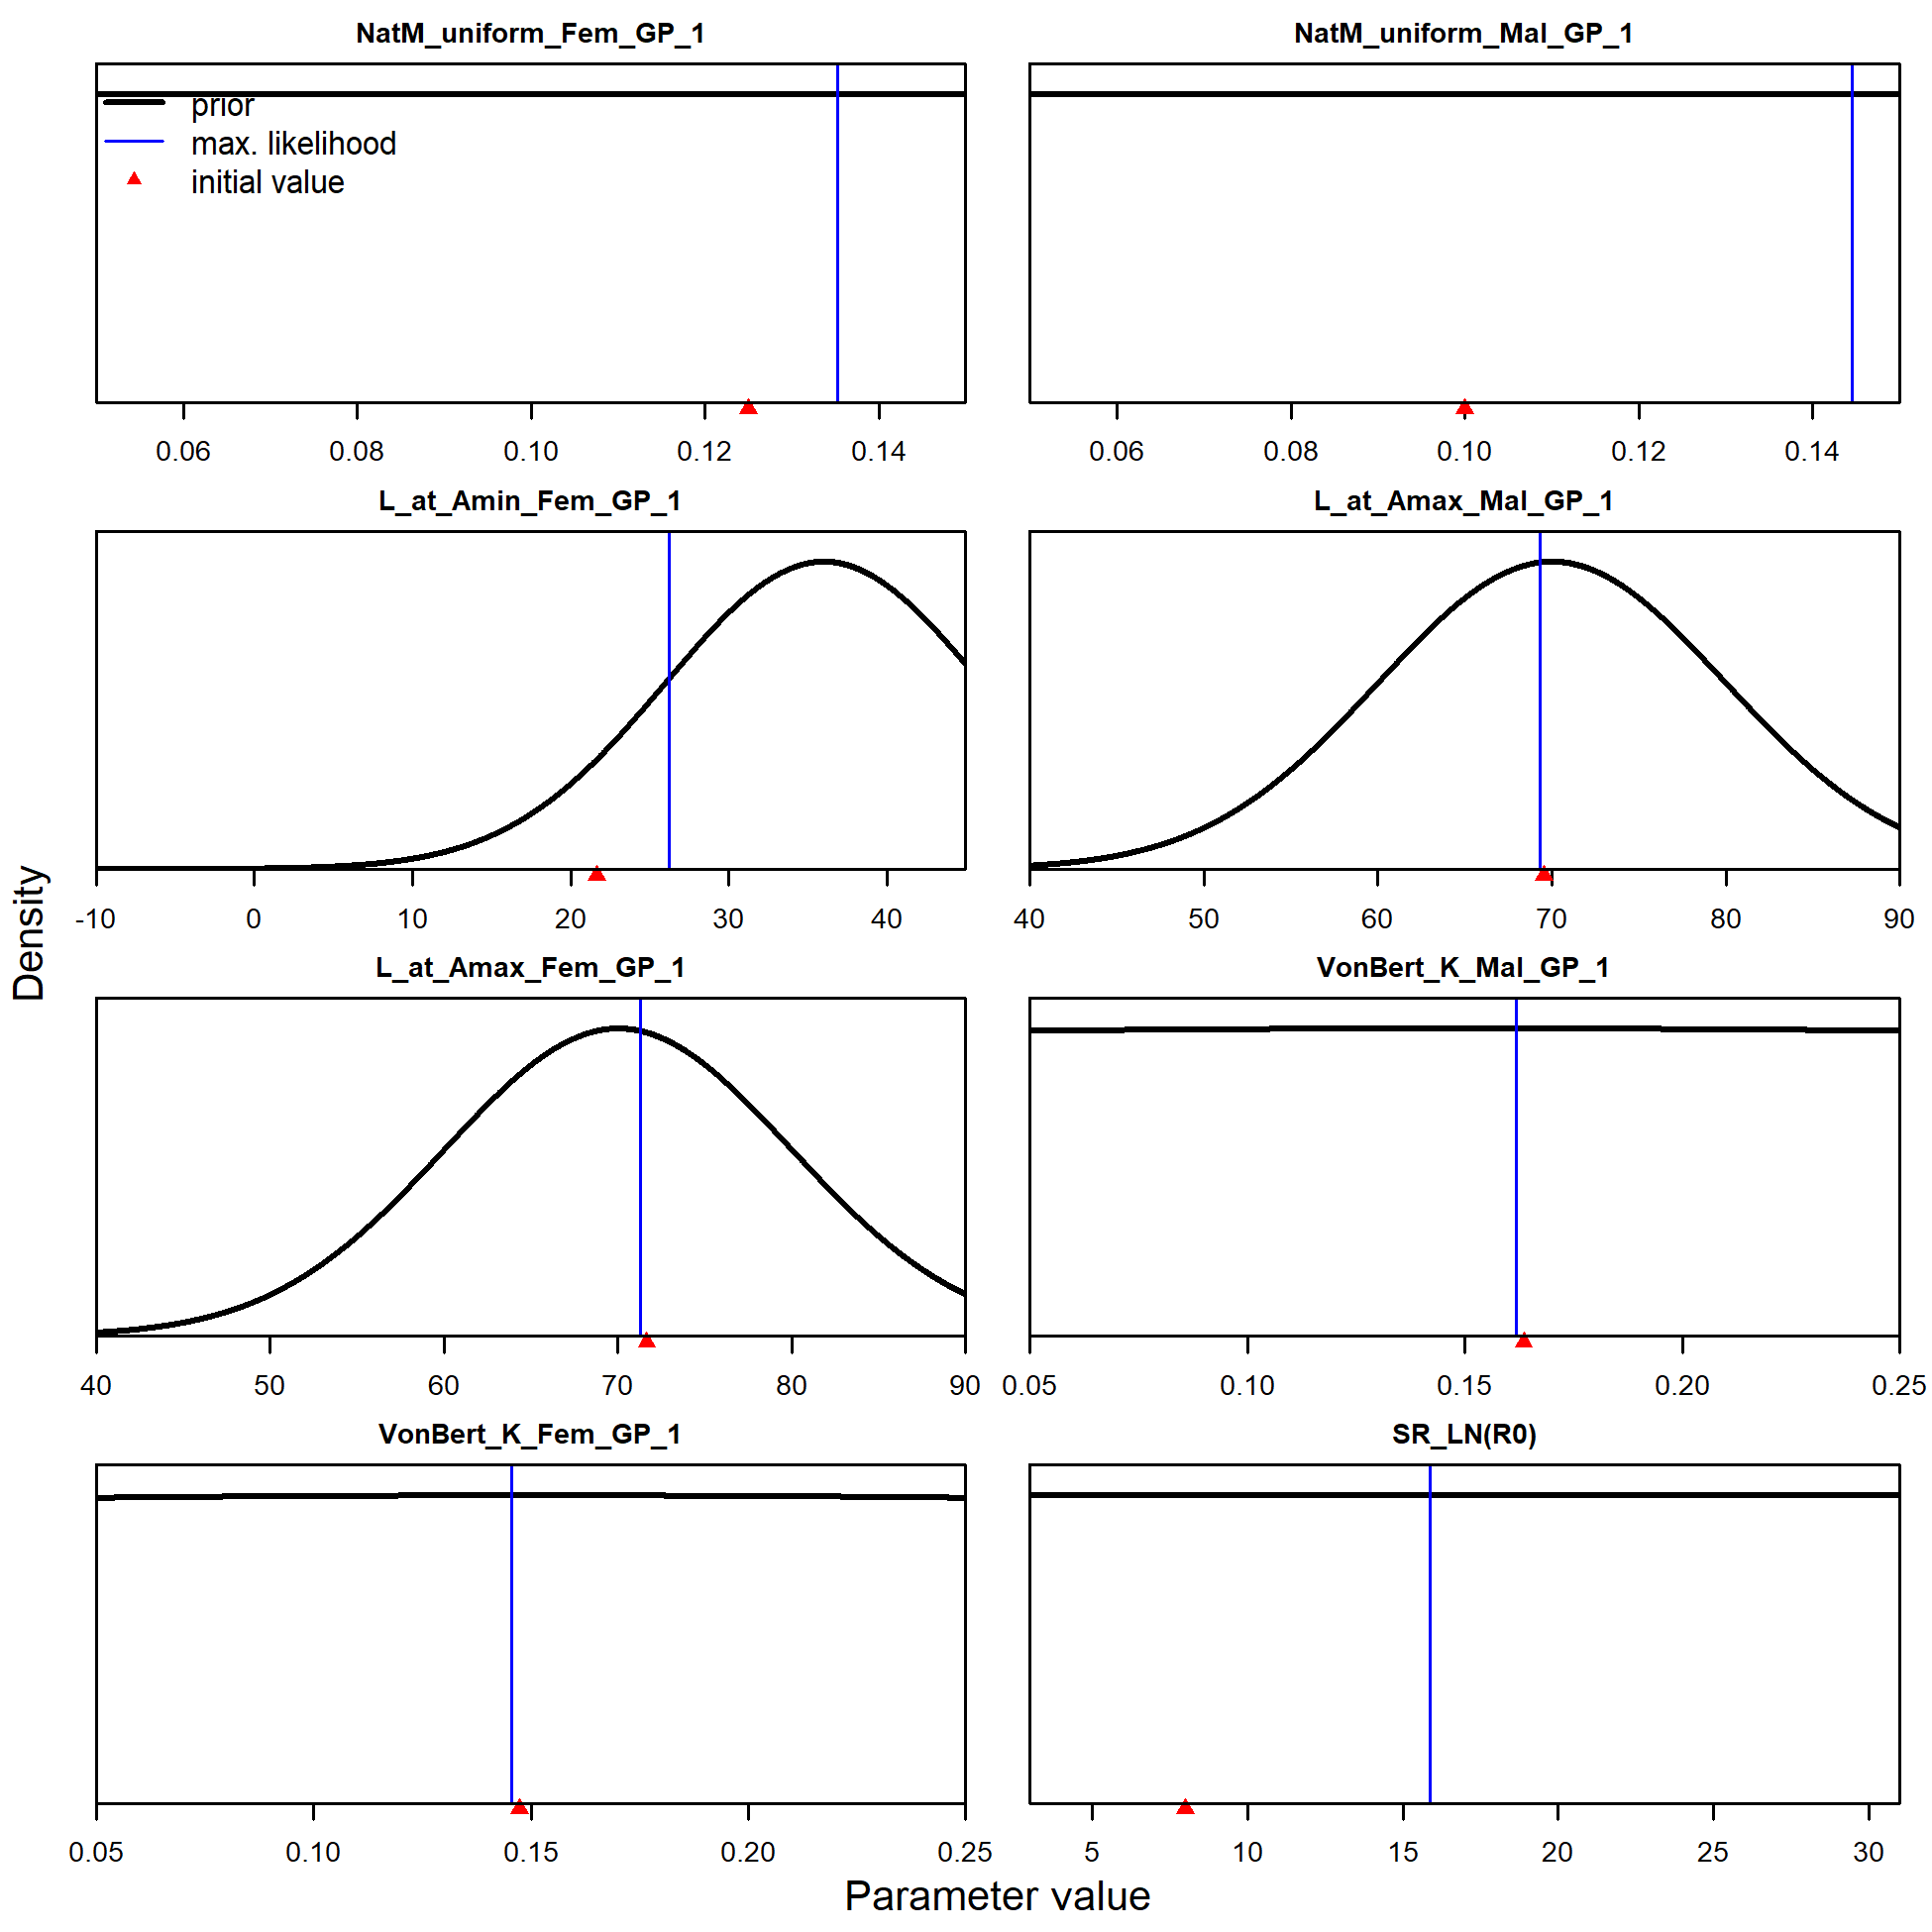 NatM_uniform_Fem_GP_1
prior
max. likelihood
initial value
0.06 0.08 0.10 0.12 0.14
NatM_uniform_Mal_GP_1
0.06 0.08 0.10 0.12 0.14
L_at_Amin_Fem_GP_1
-10 0 10 20 30 40
L_at_Amax_Mal_GP_1
40 50 60 70 80 90
L_at_Amax_Fem_GP_1
40 50 60 70 80 90
VonBert_K_Mal_GP_1
0.05 0.10 0.15 0.20 0.25
VonBert_K_Fem_GP_1
0.05 0.10 0.15 0.20 0.25
SR_LN(R0)
5 10 15 20 25 30
Density
Parameter value